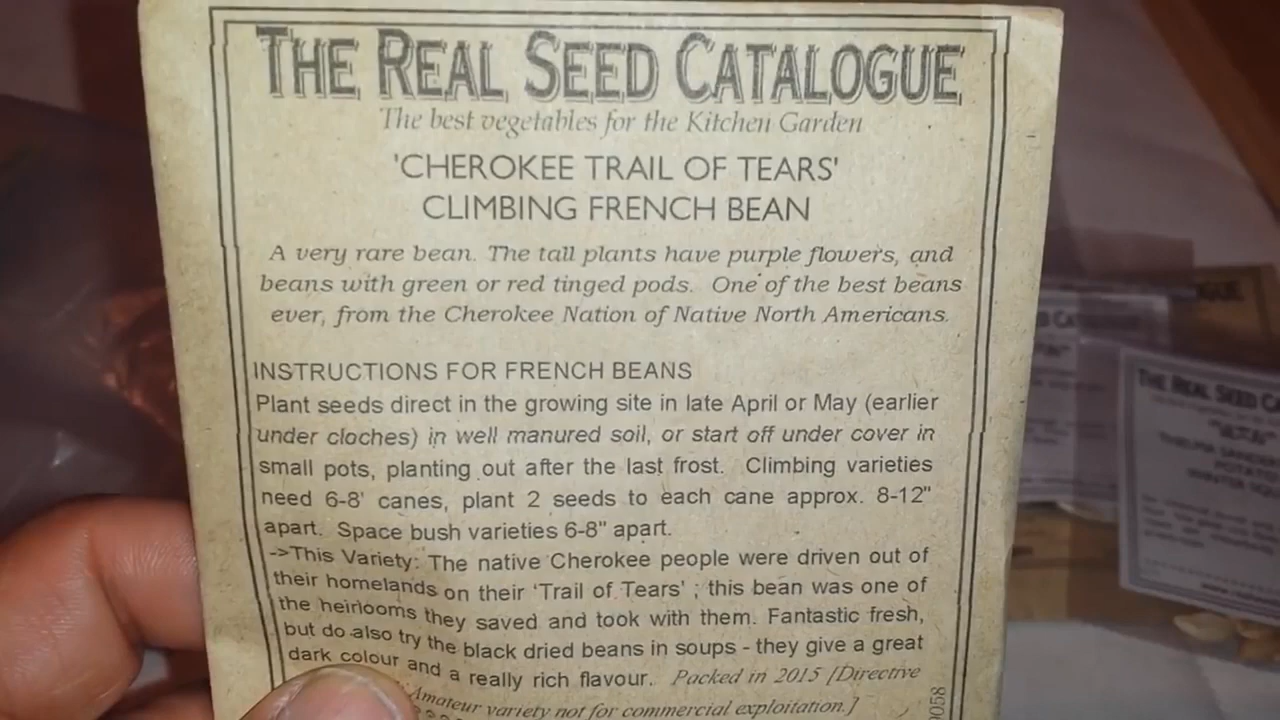 THE REAL SEED CATALOGUE
The best vegetables for the Kitchen Garden
'CHEROKEE TRAIL OF TEARS'
CLIMBING FRENCH BEAN
A very rare bean. The tall plants have purple flowers, and
beans with green or red tinged pods. One of the best beans
ever, from the Cherokee Nation of Native North Americans.
INSTRUCTIONS FOR FRENCH BEANS
Plant seeds direct in the growing site in late April or May (earlier
under cloches) in well manured soil, or start off under cover in
small pots, planting out after the last frost. Climbing varieties
need 6-8' canes, plant 2 seeds to each cane approx. 8-12"
apart. Space bush varieties 6-8" apart.
->This Variety: The native Cherokee people were driven out of
their homelands on their 'Trail of Tears' ; this bean was one of
the heirlooms they saved and took with them. Fantastic fresh,
but do also try the black dried beans in soups - they give a great
dark colour and a really rich flavour. Packed in 2015 [Directive
Amateur variety not for commercial exploitation.]
THE REAL SEED
POTATO
WINTER